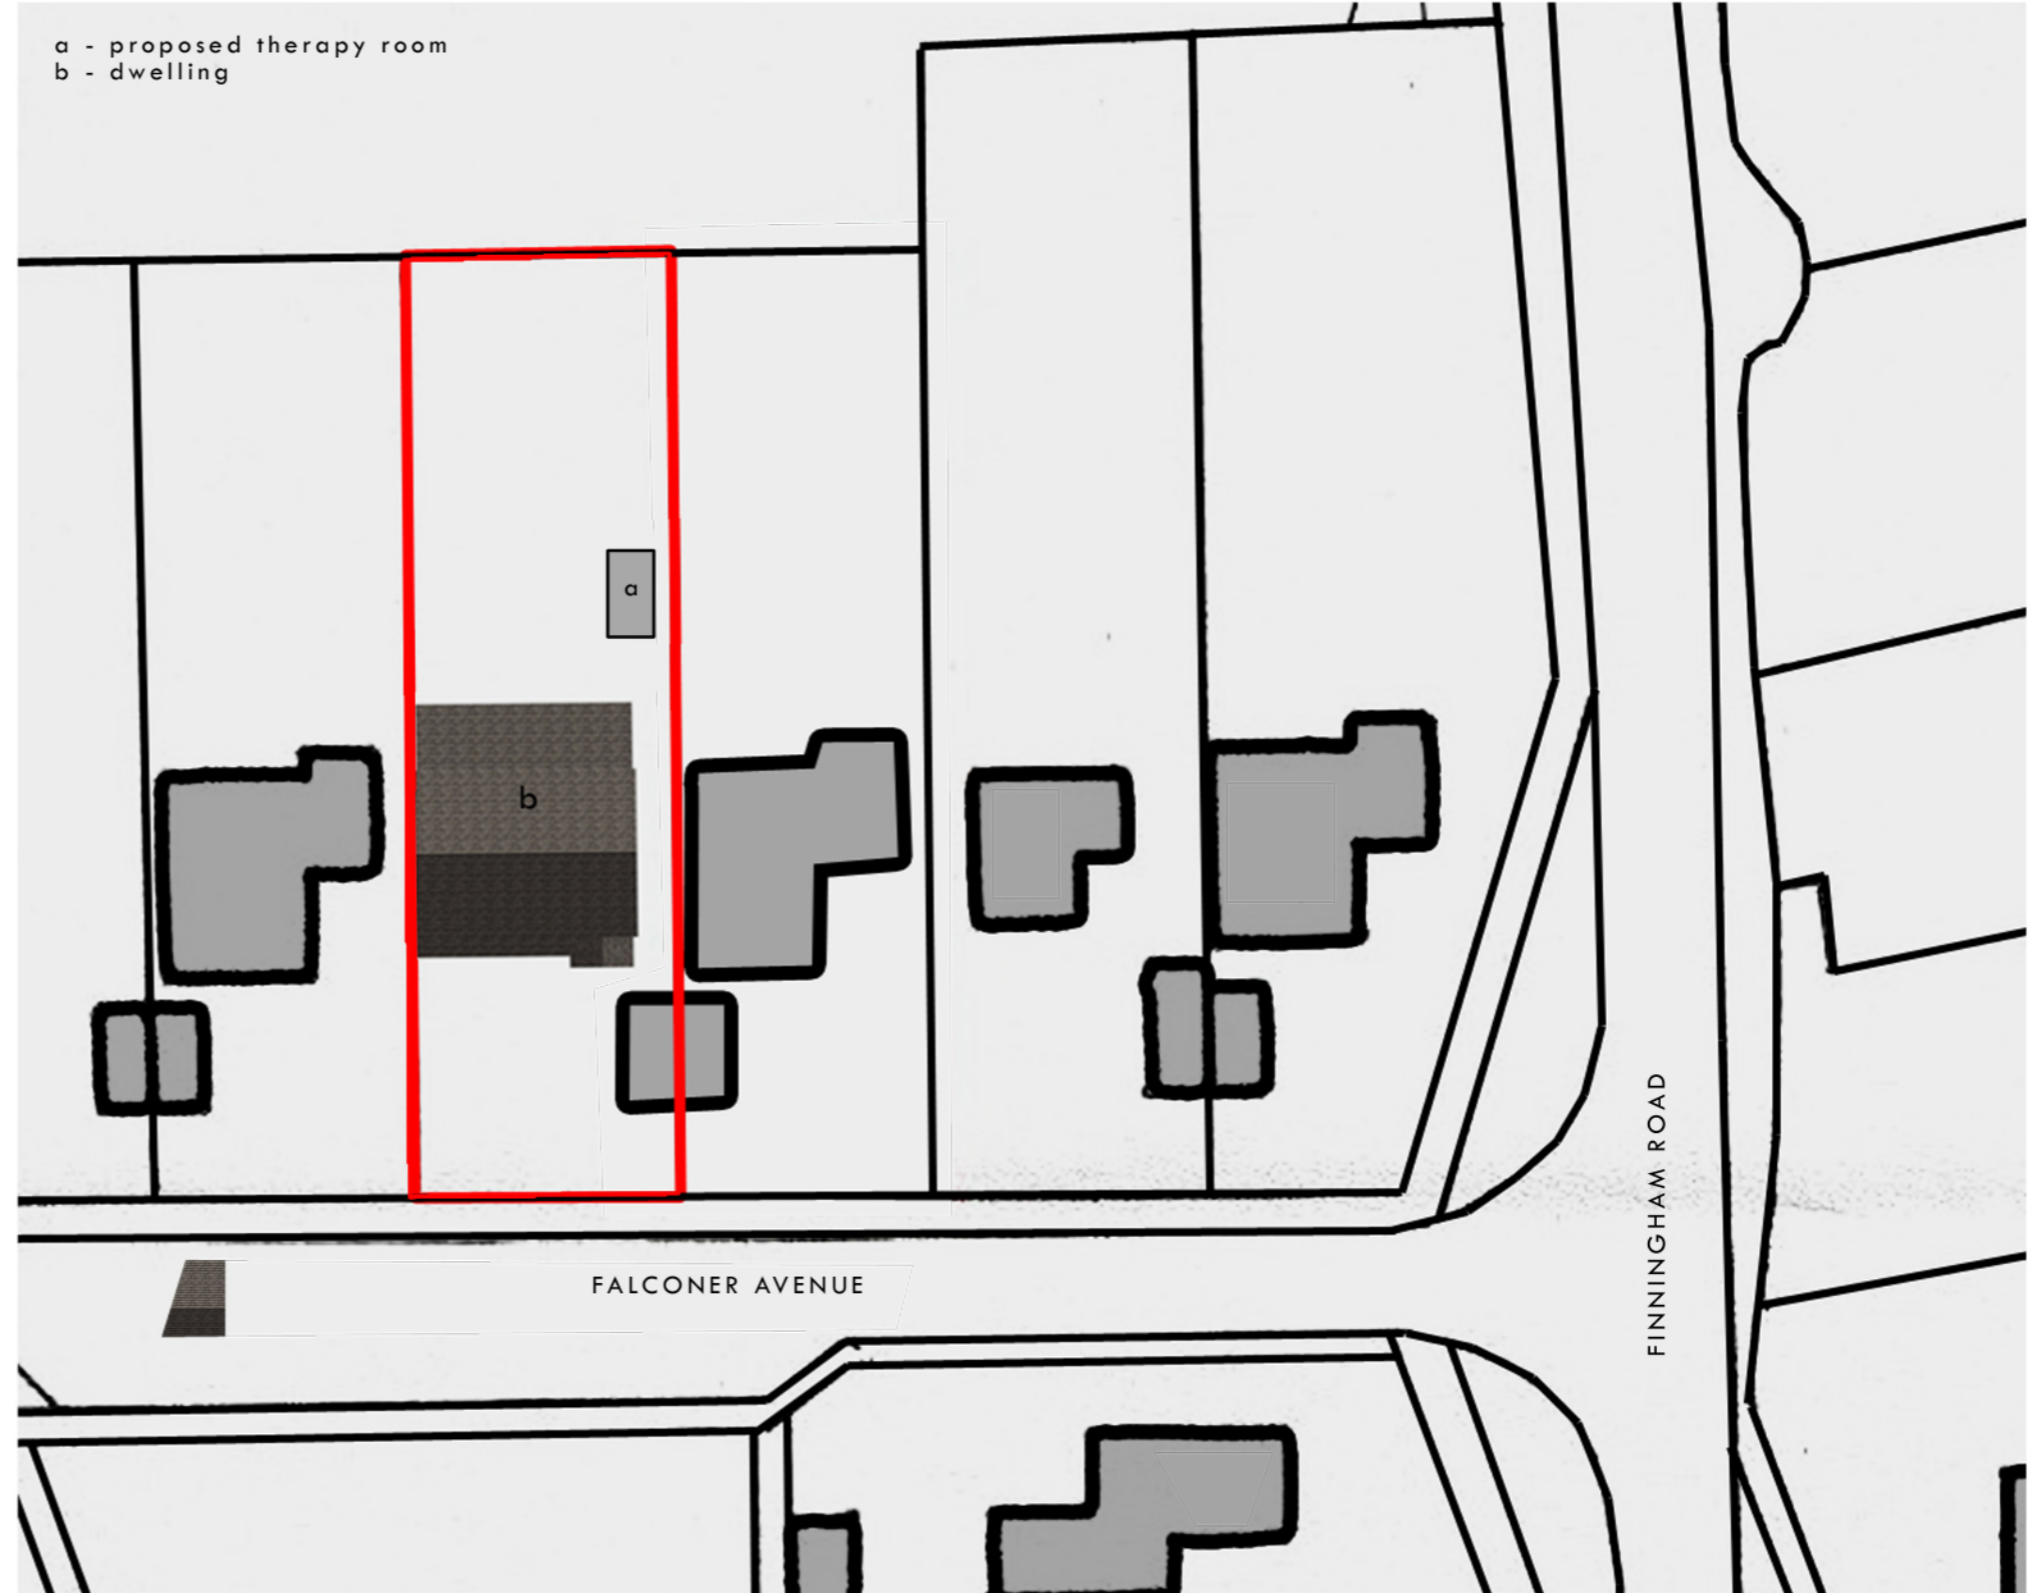 a - proposed therapy room
b - dwelling
a
b
FALCONER AVENUE
FINNINGHAM ROAD